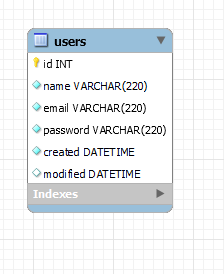 users
id INT
name VARCHAR(220)
email VARCHAR(220)
password VARCHAR(220)
created DATETIME
modified DATETIME
Indexes